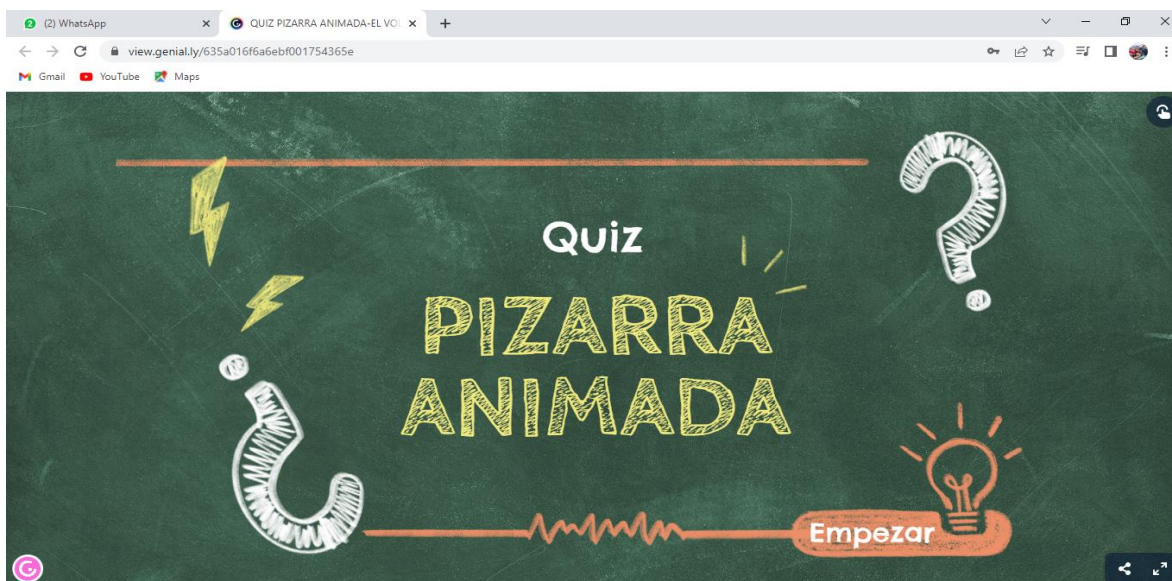 (2) WhatsApp
QUIZ PIZARRA ANIMADA-EL VOL
view.genial.ly/635a016f6a6ebf001754365e
Gmail YouTube Maps
Quiz
PIZARRA
ANIMADA
Empezar